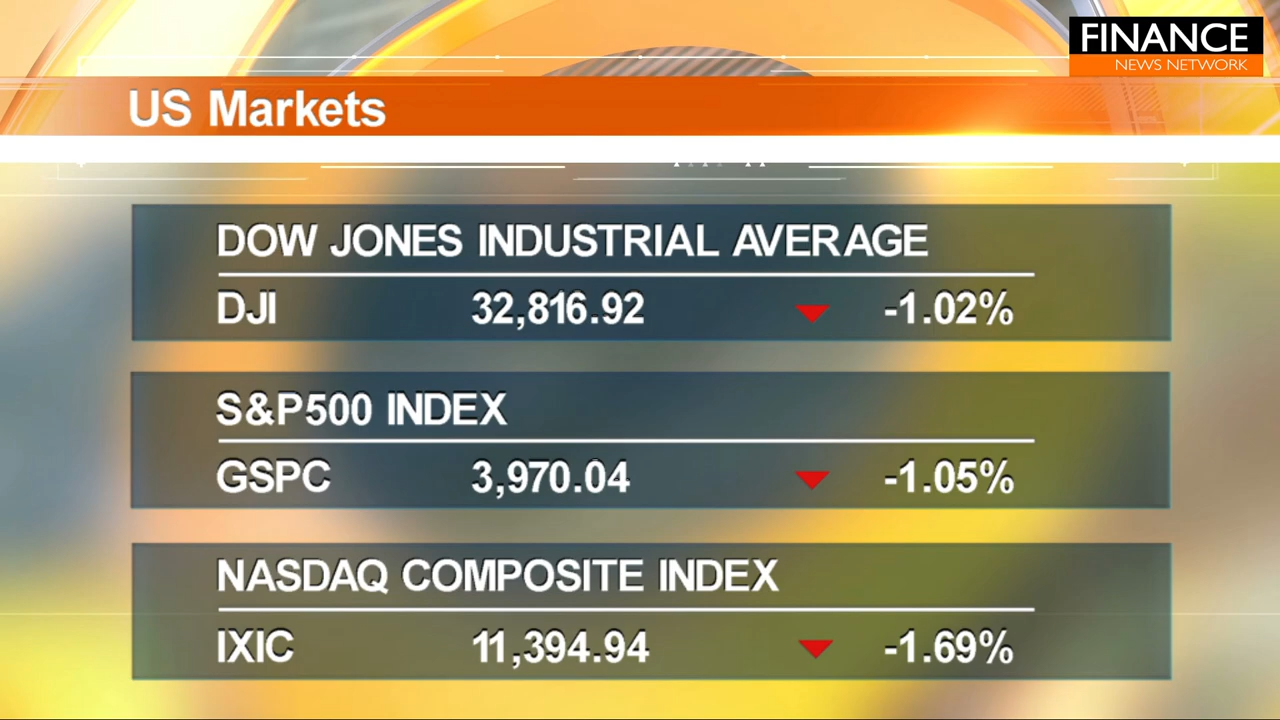 FINANCE
NEWS NETWORK
US Markets
DOW JONES INDUSTRIAL AVERAGE
DJI 32,816.92 -1.02%
S&P500 INDEX
GSPC 3,970.04 -1.05%
NASDAQ COMPOSITE INDEX
IXIC 11,394.94 -1.69%